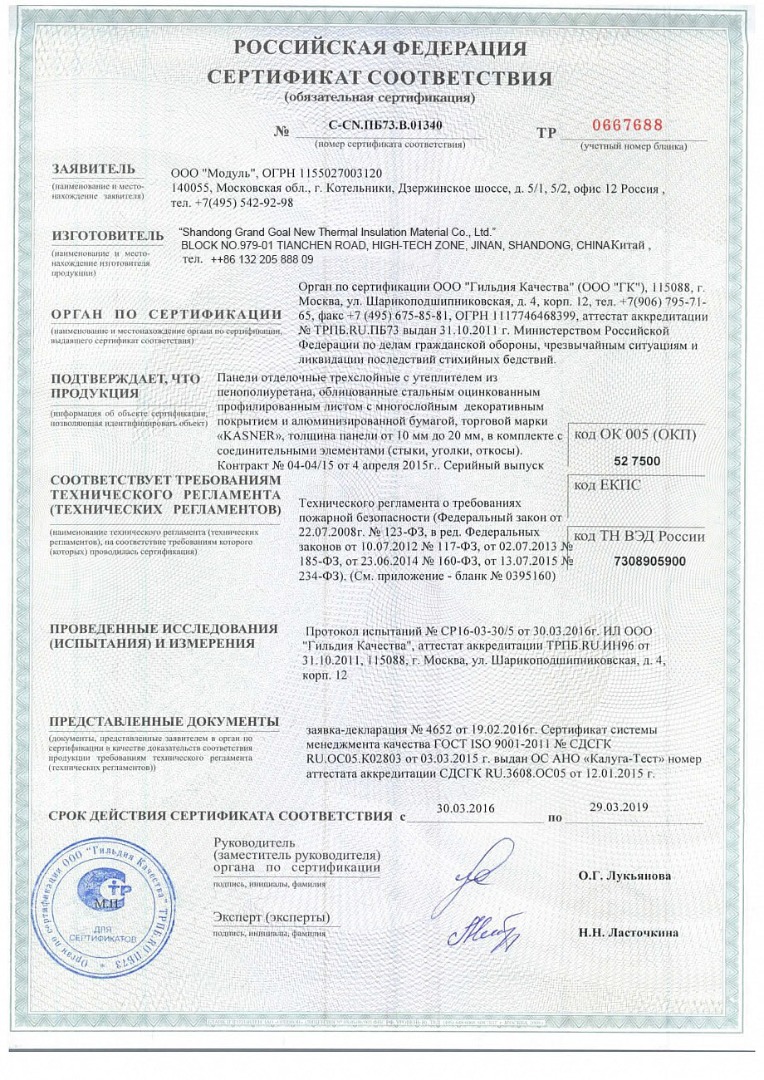 РОССИЙСКАЯ ФЕДЕРАЦИЯ
СЕРТИФИКАТ СООТВЕТСТВИЯ
(обязательная сертификация)
№ С-CN.ПБ73.В.01340
(номер сертификата соответствия)
ТР 0667688
(учетный номер бланка)
ЗАЯВИТЕЛЬ
(наименование и место-
нахождение заявителя)
ООО "Модуль", ОГРН 1155027003120
140055, Московская обл., г. Котельники, Дзержинское шоссе, д. 5/1, 5/2, офис 12 Россия ,
тел. +7(495) 542-92-98
ИЗГОТОВИТЕЛЬ
(наименование и место-
нахождение изготовителя
продукции)
"Shandong Grand Goal New Thermal Insulation Material Co., Ltd."
BLOCK NO.979-01 TIANCHEN ROAD, HIGH-TECH ZONE, JINAN, SHANDONG, CHINAКитай ,
тел. ++86 132 205 888 09
ОРГАН ПО СЕРТИФИКАЦИИ
(наименование и местонахождение органа по сертификации,
выдавшего сертификат соответствия)
Орган по сертификации ООО "Гильдия Качества" (ООО "ГК"), 115088, г.
Москва, ул. Шарикоподшипниковская, д. 4, корп. 12, тел. +7(906) 795-71-
65, факс +7 (495) 675-85-81, ОГРН 1117746468399, аттестат аккредитации
№ ТРПБ.RU.ПБ73 выдан 31.10.2011 г. Министерством Российской
Федерации по делам гражданской обороны, чрезвычайным ситуациям и
ликвидации последствий стихийных бедствий.
ПОДТВЕРЖДАЕТ, ЧТО
ПРОДУКЦИЯ
(информация об объекте сертификации,
позволяющая идентифицировать объект)
Панели отделочные трехслойные с утеплителем из
пенополиуретана, облицованные стальным оцинкованным
профилированным листом с многослойным декоративным
покрытием и алюминизированной бумагой, торговой марки
«KASNER», толщина панели от 10 мм до 20 мм, в комплекте с
соединительными элементами (стыки, уголки, откосы).
Контракт № 04-04/15 от 4 апреля 2015г.. Серийный выпуск
код ОК 005 (ОКП)
52 7500
код ЕКПС
код ТН ВЭД России
7308905900
СООТВЕТСТВУЕТ ТРЕБОВАНИЯМ
ТЕХНИЧЕСКОГО РЕГЛАМЕНТА
(ТЕХНИЧЕСКИХ РЕГЛАМЕНТОВ)
(наименование технического регламента (технических
регламентов), на соответствие требованиям которого
(которых) проводилась сертификация)
Технического регламента о требованиях
пожарной безопасности (Федеральный закон от
22.07.2008г. № 123-ФЗ, в ред. Федеральных
законов от 10.07.2012 № 117-ФЗ, от 02.07.2013 №
185-ФЗ, от 23.06.2014 № 160-ФЗ, от 13.07.2015 №
234-ФЗ). (См. приложение - бланк № 0395160)
ПРОВЕДЕННЫЕ ИССЛЕДОВАНИЯ
(ИСПЫТАНИЯ) И ИЗМЕРЕНИЯ
Протокол испытаний № СР16-03-30/5 от 30.03.2016г. ИЛ ООО
"Гильдия Качества", аттестат аккредитации ТРПБ.RU.ИН96 от
31.10.2011, 115088, г. Москва, ул. Шарикоподшипниковская, д. 4,
корп. 12
ПРЕДСТАВЛЕННЫЕ ДОКУМЕНТЫ
(документы, представленные заявителем в орган по
сертификации в качестве доказательств соответствия
продукции требованиям технического регламента
(технических регламентов))
заявка-декларация № 4652 от 19.02.2016г. Сертификат системы
менеджмента качества ГОСТ ISO 9001-2011 № СДСГК
RU.ОС05.К02803 от 03.03.2015 г. выдан ОС АНО «Калуга-Тест» номер
аттестата аккредитации СДСГК RU.3608.ОС05 от 12.01.2015 г.
СРОК ДЕЙСТВИЯ СЕРТИФИКАТА СООТВЕТСТВИЯ с 30.03.2016 по 29.03.2019
Руководитель
(заместитель руководителя)
органа по сертификации
подпись, инициалы, фамилия
О.Г. Лукьянова
Эксперт (эксперты)
подпись, инициалы, фамилия
Н.Н. Ласточкина
Орган по сертификации ООО "Гильдия Качества" ТРПБ.RU.ПБ73
М.П.
ДЛЯ
СЕРТИФИКАТОВ